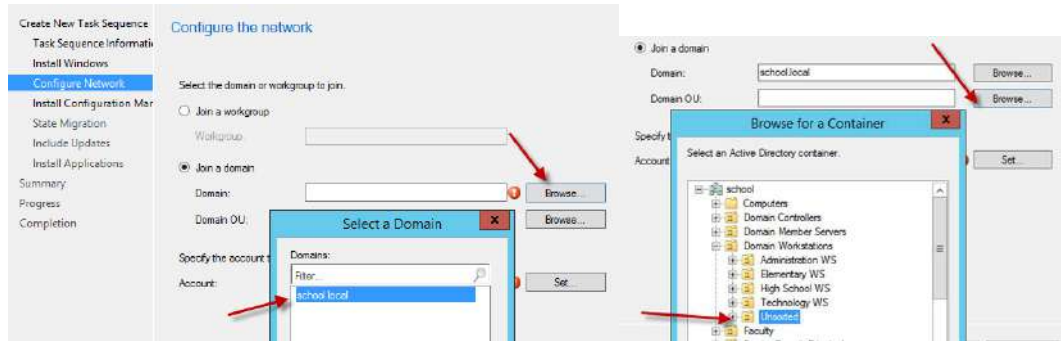 Create New Task Sequence
Task Sequence Informati
Install Windows
Configure Network
Install Configuration Mar
State Migration
Include Updates
Install Applications
Summary
Progress
Completion
Configure the network
Select the domain or workgroup to join.
Join a workgroup
Workgroup
Join a domain
Domain:
Browse...
Domain OU:
Browse...
Specify the account t
Account:
Set...
Select a Domain
x
Domains:
Filter...
school.local
Join a domain
Domain:
school.local
Browse...
Domain OU:
Browse...
Specify t
Account
Set...
Browse for a Container
x
Select an Active Directory container.
school
Computers
Domain Controllers
Domain Member Servers
Domain Workstations
Administration WS
Elementary WS
High School WS
Technology WS
Unsorted
Faculty